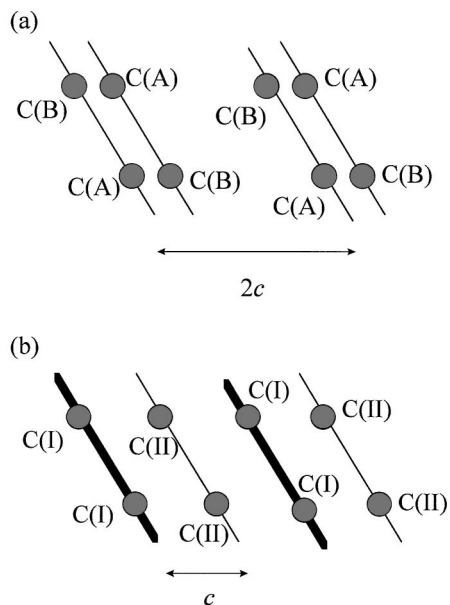 (a)
C(B) C(A) C(B) C(A)
C(A) C(B) C(A) C(B)
2c
(b)
C(I) C(II) C(I) C(II)
C(I) C(II) C(I) C(II)
c